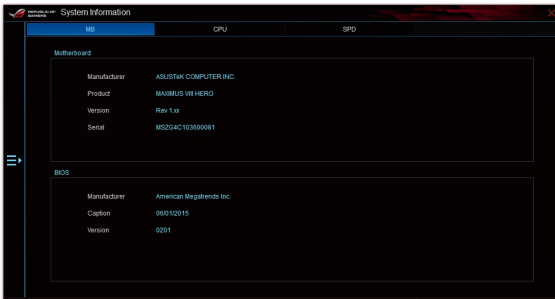 REPUBLIC OF
GAMERS
System Information
MB CPU SPD
Motherboard
Manufacturer ASUSTeK COMPUTER INC.
Product MAXIMUS VIII HERO
Version Rev 1.xx
Serial MSZG4C103600081
BIOS
Manufacturer American Megatrends Inc.
Caption 06/01/2015
Version 0201